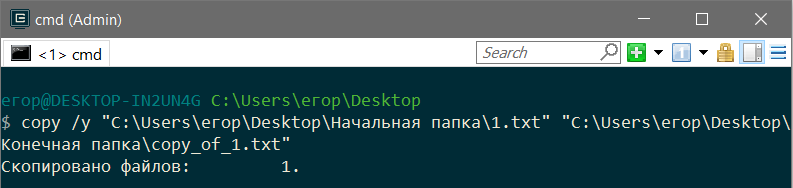 cmd (Admin)
<1> cmd
Search
1
егор@DESKTOP-IN2UN4G C:\Users\егор\Desktop
$ copy /y "C:\Users\егор\Desktop\Начальная папка\1.txt" "C:\Users\егор\Desktop\
Конечная папка\copy_of_1.txt"
Скопировано файлов:         1.